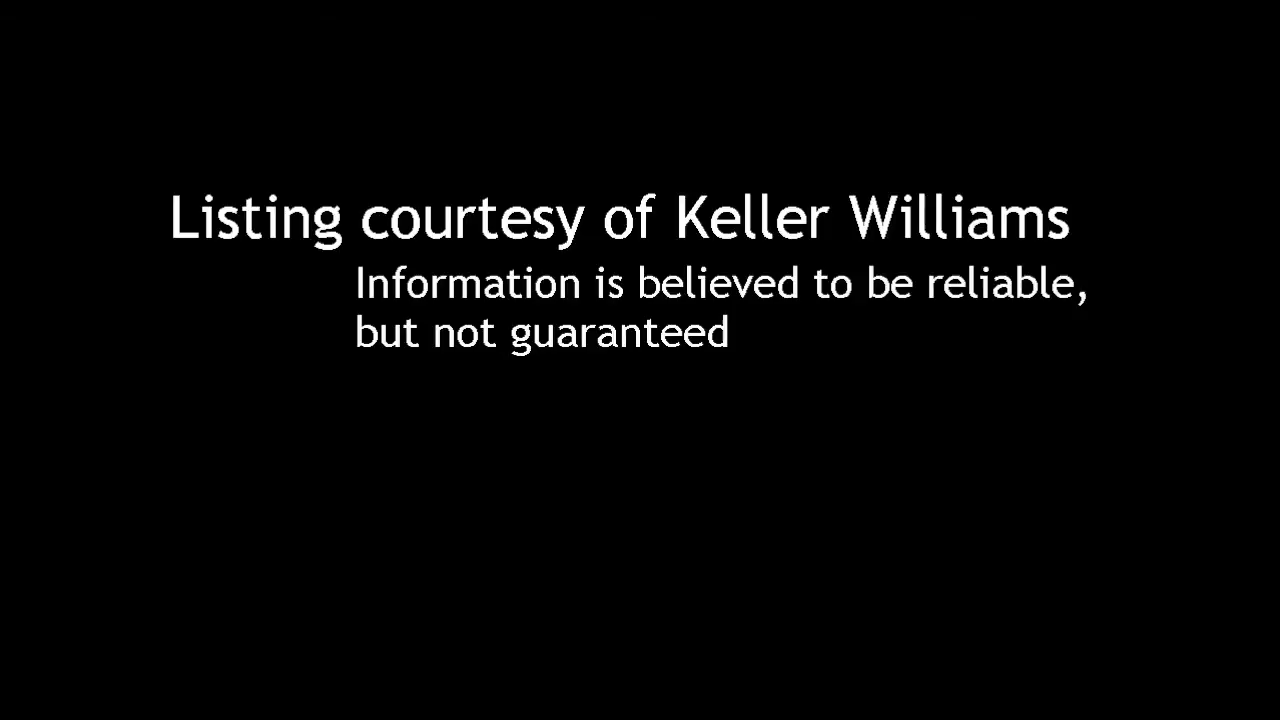 Listing courtesy of Keller Williams
Information is believed to be reliable,
but not guaranteed